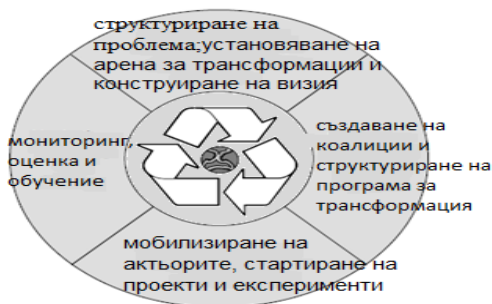 структуриране на
проблема;установяване на
арена за трансформации и
конструиране на визия
създаване на
коалиции и
структуриране на
програма за
трансформация
мобилизиране на
актьорите, стартиране на
проекти и експерименти
мониторинг,
оценка и
обучение